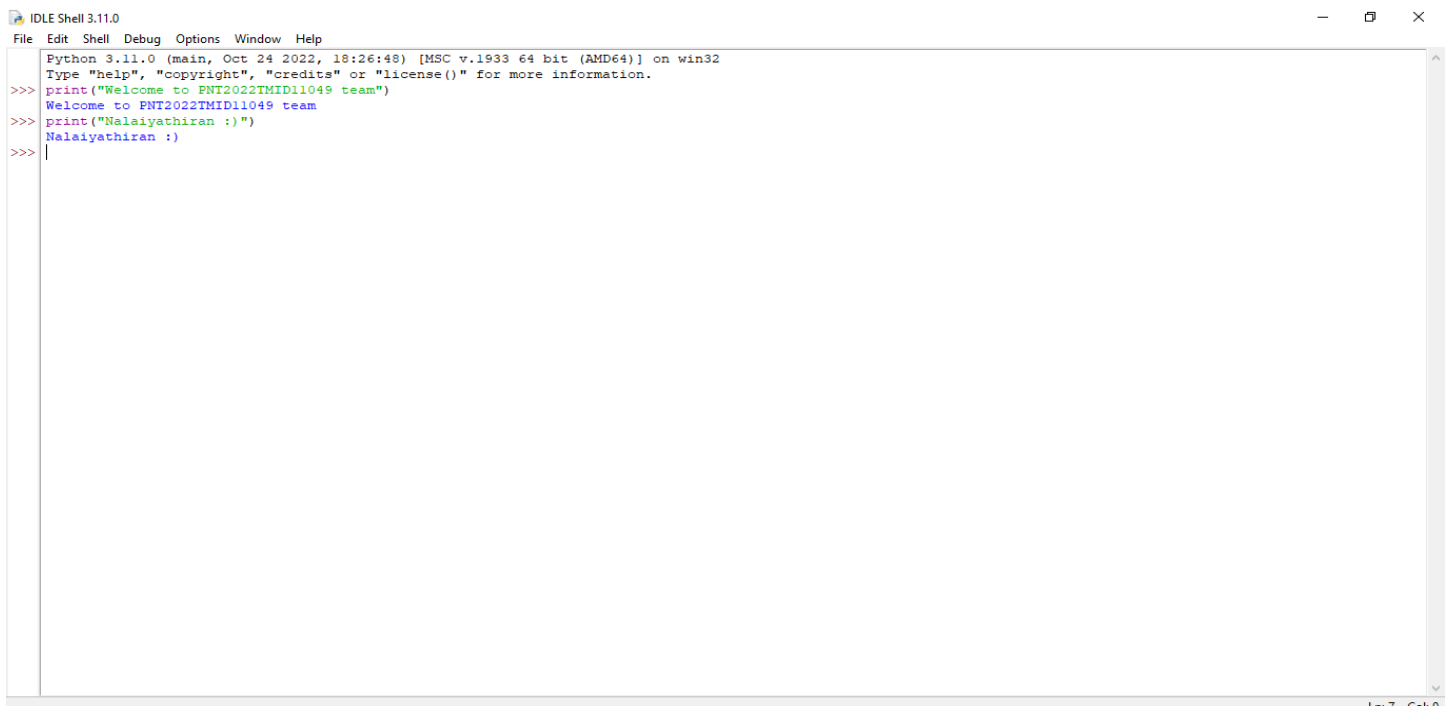 IDLE Shell 3.11.0
File Edit Shell Debug Options Window Help
Python 3.11.0 (main, Oct 24 2022, 18:26:48) [MSC v.1933 64 bit (AMD64)] on win32
Type "help", "copyright", "credits" or "license()" for more information.
>>> print("Welcome to PNT2022TMID11049 team")
Welcome to PNT2022TMID11049 team
>>> print("Nalaiyathiran :)")
Nalaiyathiran :)
>>>